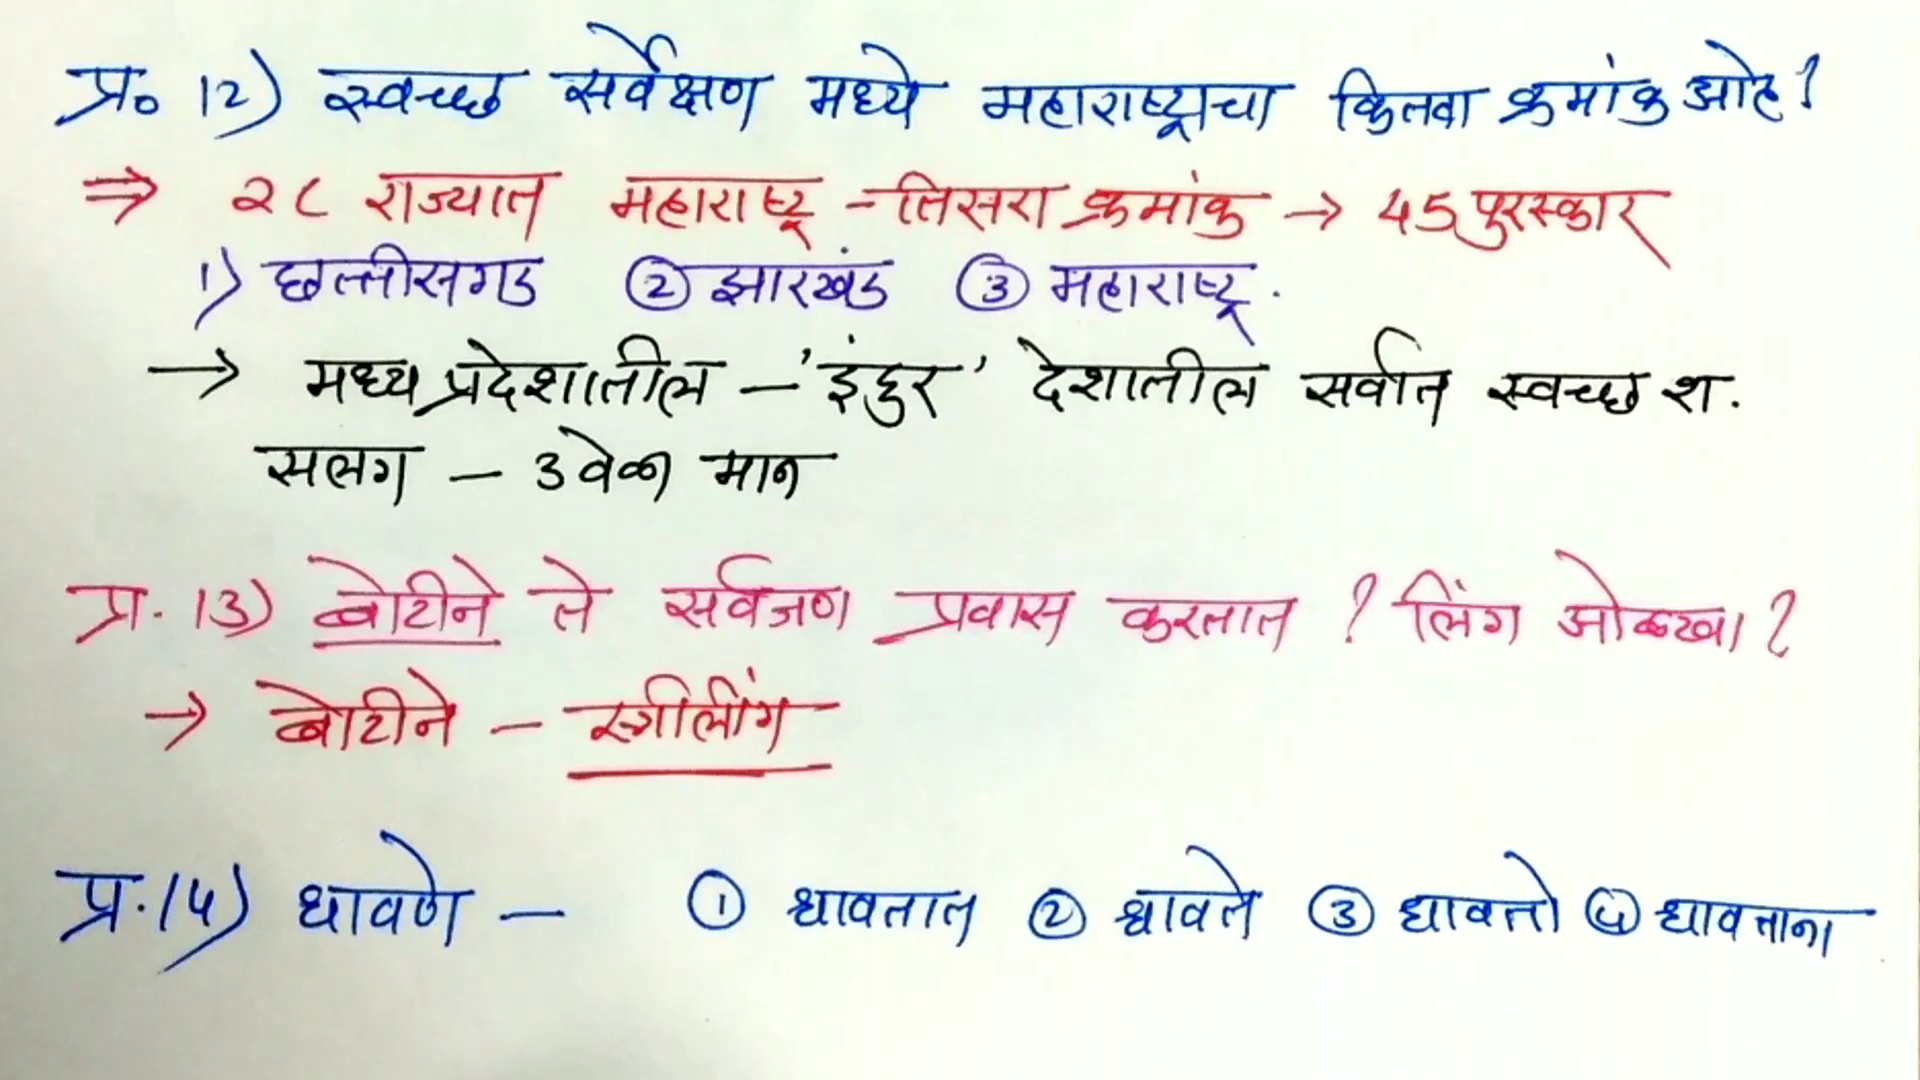 प्र० 12) स्वच्छ सर्वेक्षण मध्ये महाराष्ट्राचा कितवा क्रमांक आहे?
⇒ २८ राज्यात महाराष्ट्र - तिसरा क्रमांक → 45 पुरस्कार
1) छत्तीसगड ② झारखंड ③ महाराष्ट्र.
→ मध्यप्रदेशातील - 'इंदुर' देशातील सर्वात स्वच्छ श.
सलग - 3 वेळा मान
प्र. 13) बोटीने ते सर्वजण प्रवास करतात? लिंग ओळखा?
→ बोटीने - स्त्रीलींग
प्र. 14) धावणे - ① धावतात ② धावते ③ धावतो ④ धावताना